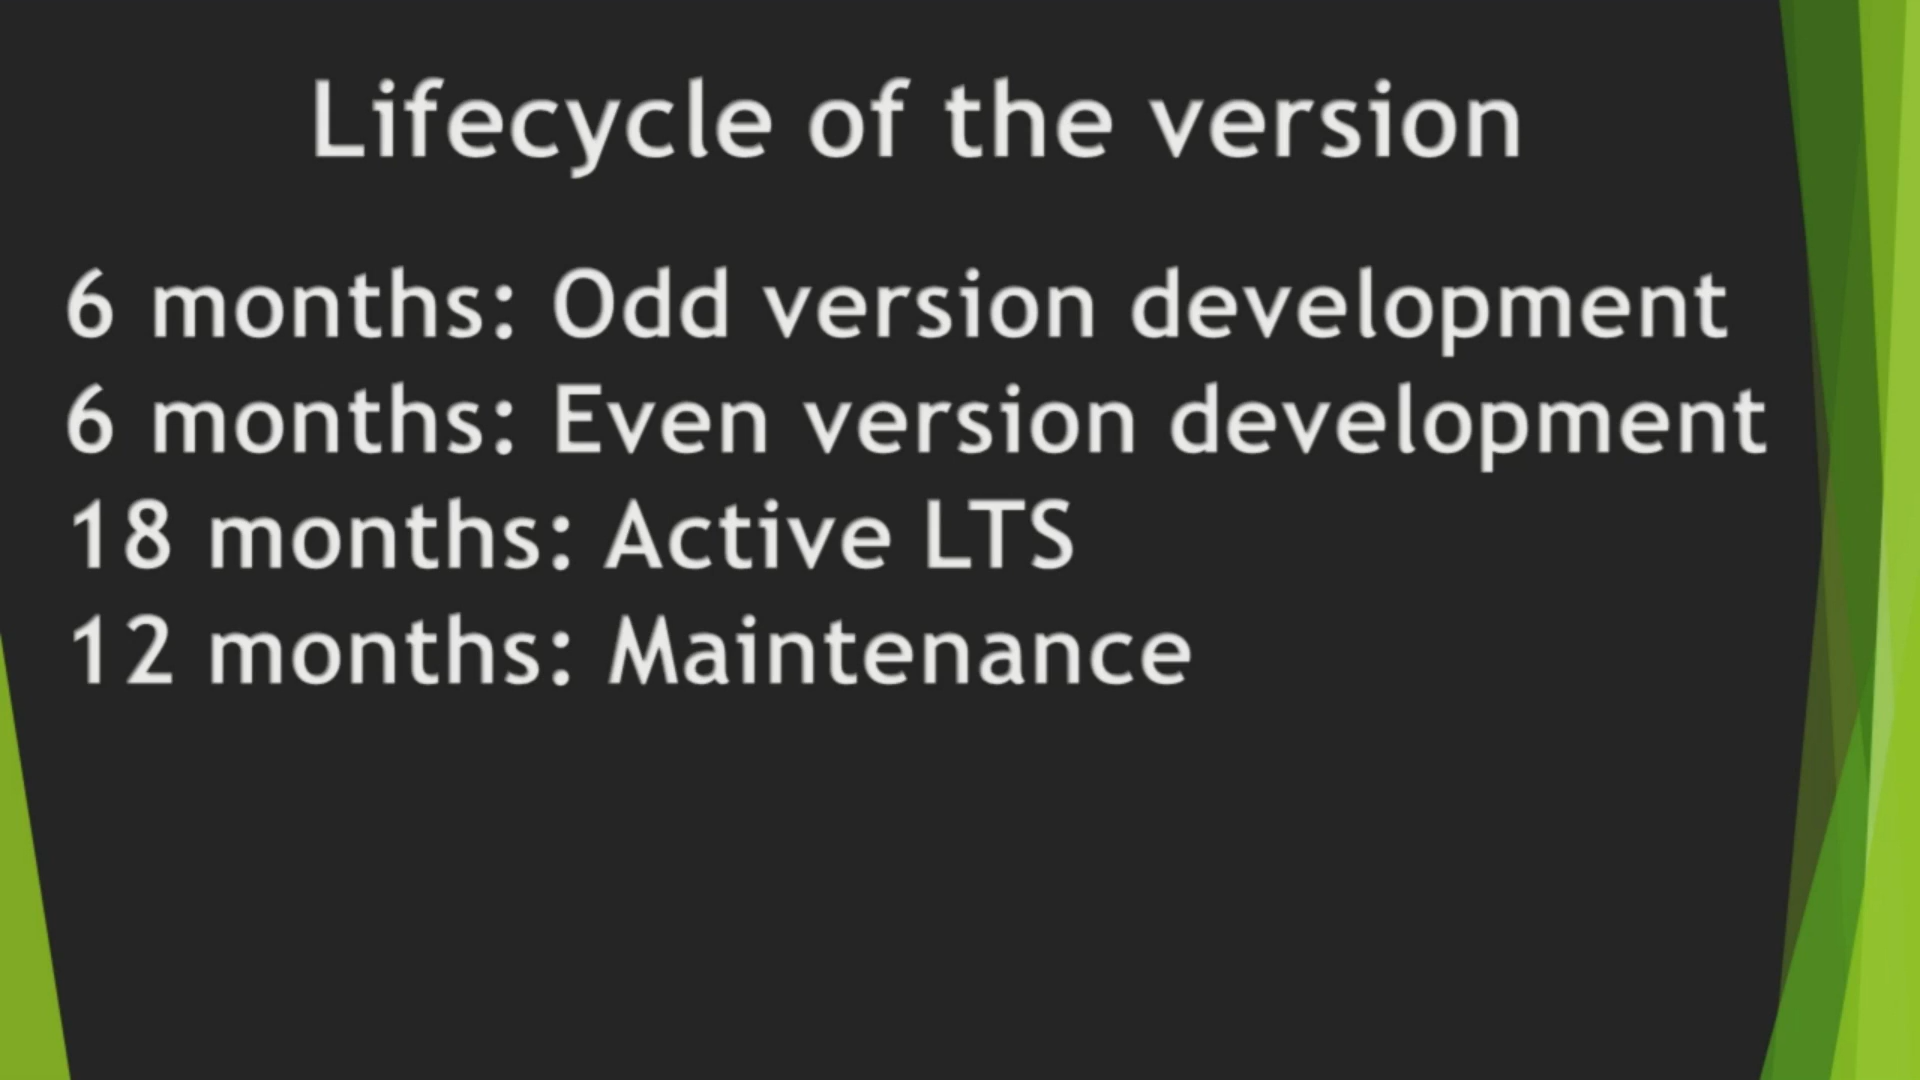 Lifecycle of the version
6 months: Odd version development
6 months: Even version development
18 months: Active LTS
12 months: Maintenance